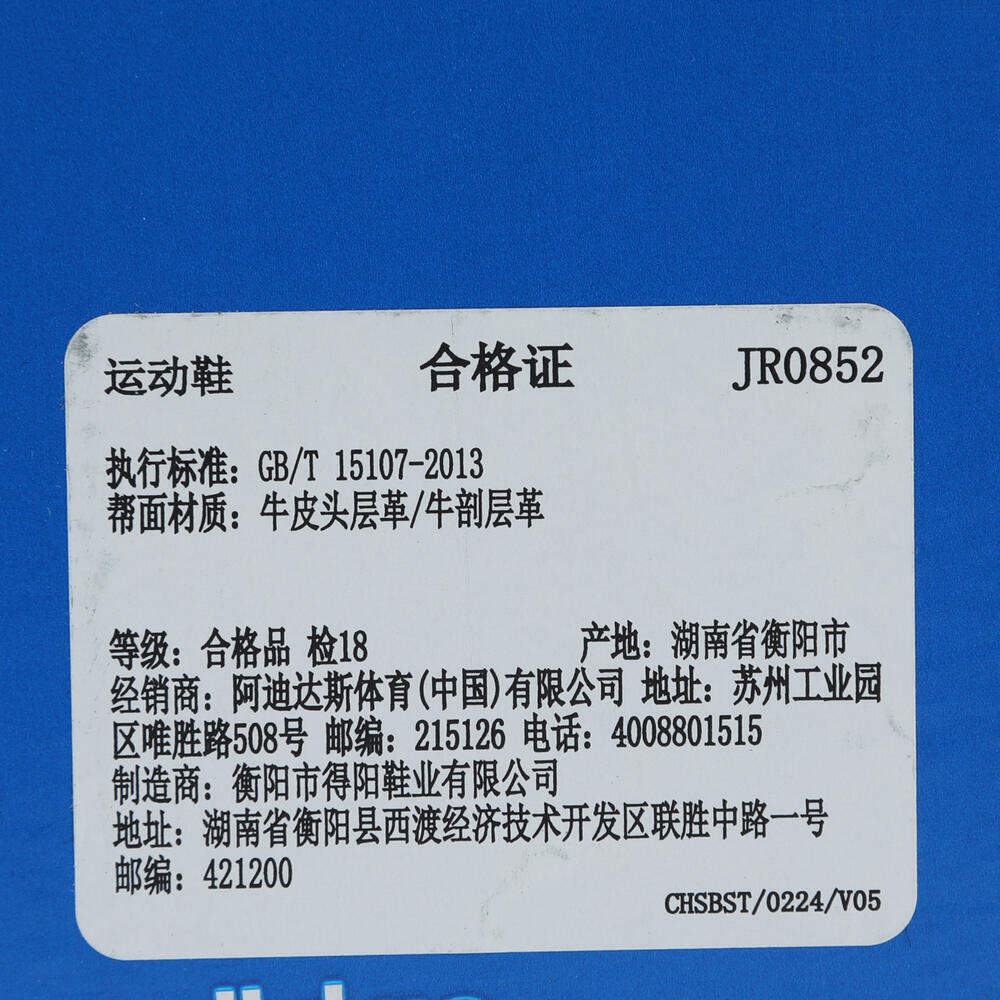 运动鞋 合格证 JR0852
执行标准：GB/T 15107-2013
帮面材质：牛皮头层革/牛剖层革
等级：合格品 检18 产地：湖南省衡阳市
经销商：阿迪达斯体育(中国)有限公司 地址：苏州工业园
区唯胜路508号 邮编：215126 电话：4008801515
制造商：衡阳市得阳鞋业有限公司
地址：湖南省衡阳县西渡经济技术开发区联胜中路一号
邮编：421200
CHSBST/0224/V05